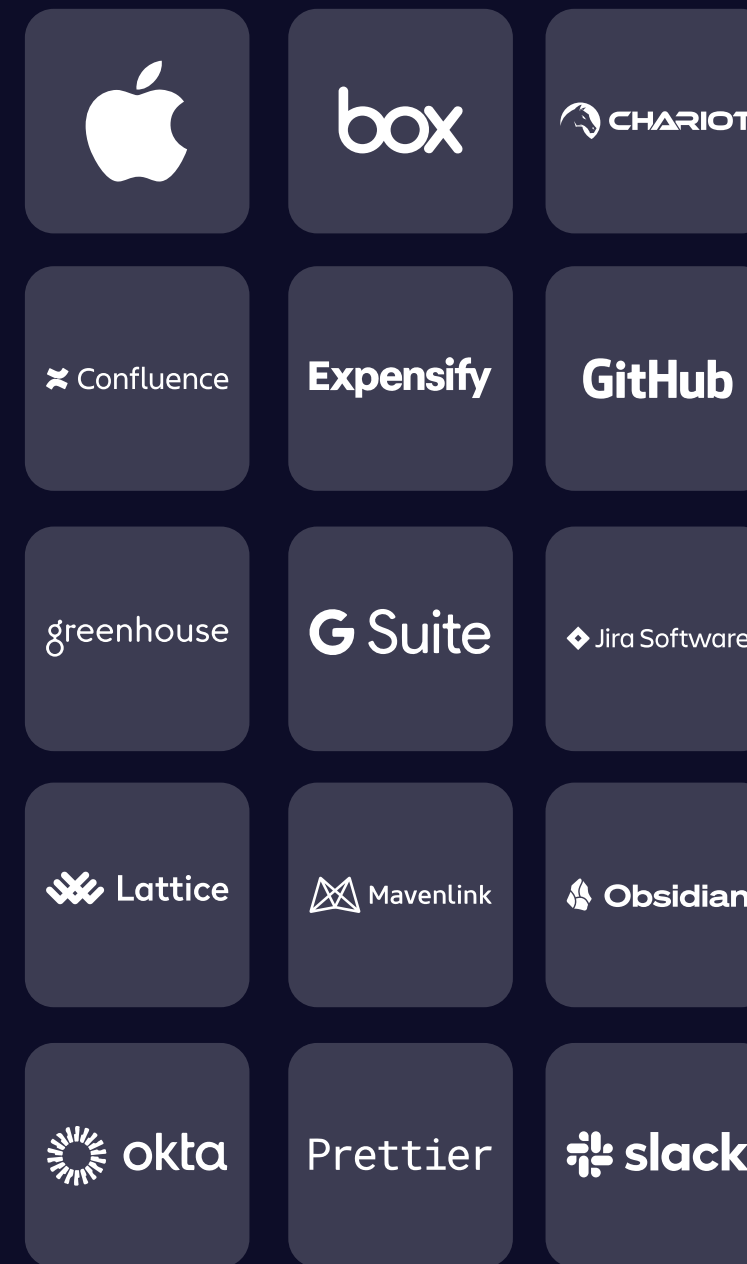 box
CHARIOT
Confluence
Expensify
GitHub
greenhouse
G Suite
Jira Software
Lattice
Mavenlink
Obsidian
okta
Prettier
slack